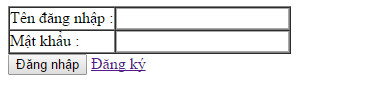 Tên đăng nhập :
Mật khẩu :
Đăng nhập Đăng ký